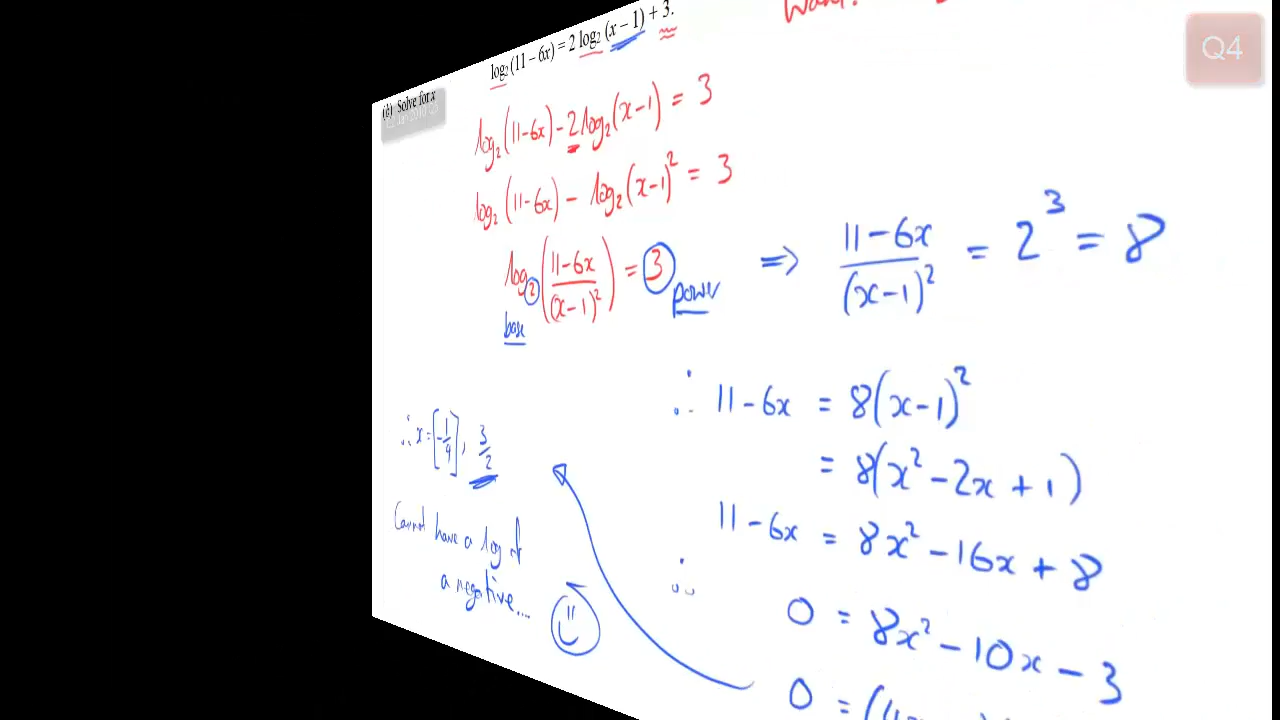 log₂(11 – 6x) = 2 log₂(x – 1) + 3.
Q4
(c) Solve for x
log₂(11-6x) - 2log₂(x-1) = 3
log₂(11-6x) - log₂(x-1)² = 3
log₂((11-6x)/(x-1)²) = 3 ⇒ (11-6x)/(x-1)² = 2³ = 8
base
power
∴ 11-6x = 8(x-1)²
= 8(x²-2x+1)
11-6x = 8x²-16x+8
∴
0 = 8x²-10x-3
∴ x = [-1/4], 3/2
Cannot have a log of
a negative....
0 =